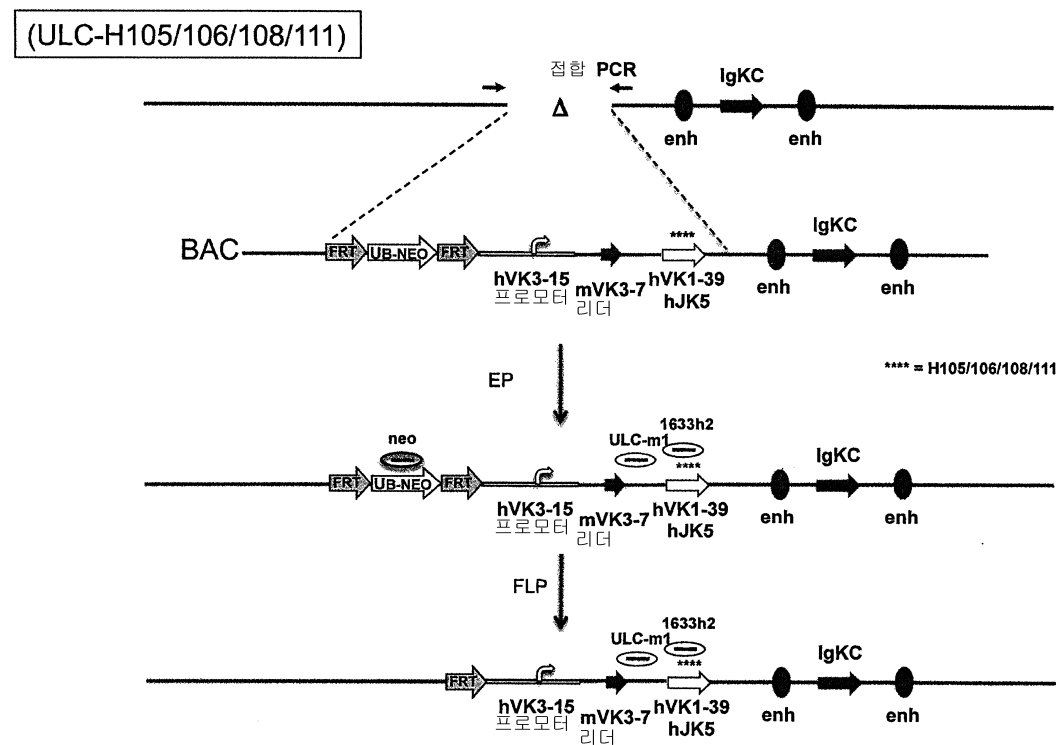 (ULC-H105/106/108/111)
접합 PCR
IgKC
Δ
enh enh
IgKC
****
BAC FRT UB-NEO FRT
hVK3-15 mVK3-7 hVK1-39 enh enh
프로모터 리더 hJK5
EP
**** = H105/106/108/111
neo ULC-m1 1633h2
IgKC
****
FRT UB-NEO FRT
hVK3-15 mVK3-7 hVK1-39 enh enh
프로모터 리더 hJK5
FLP
ULC-m1 1633h2
IgKC
****
FRT
hVK3-15 mVK3-7 hVK1-39 enh enh
프로모터 리더 hJK5